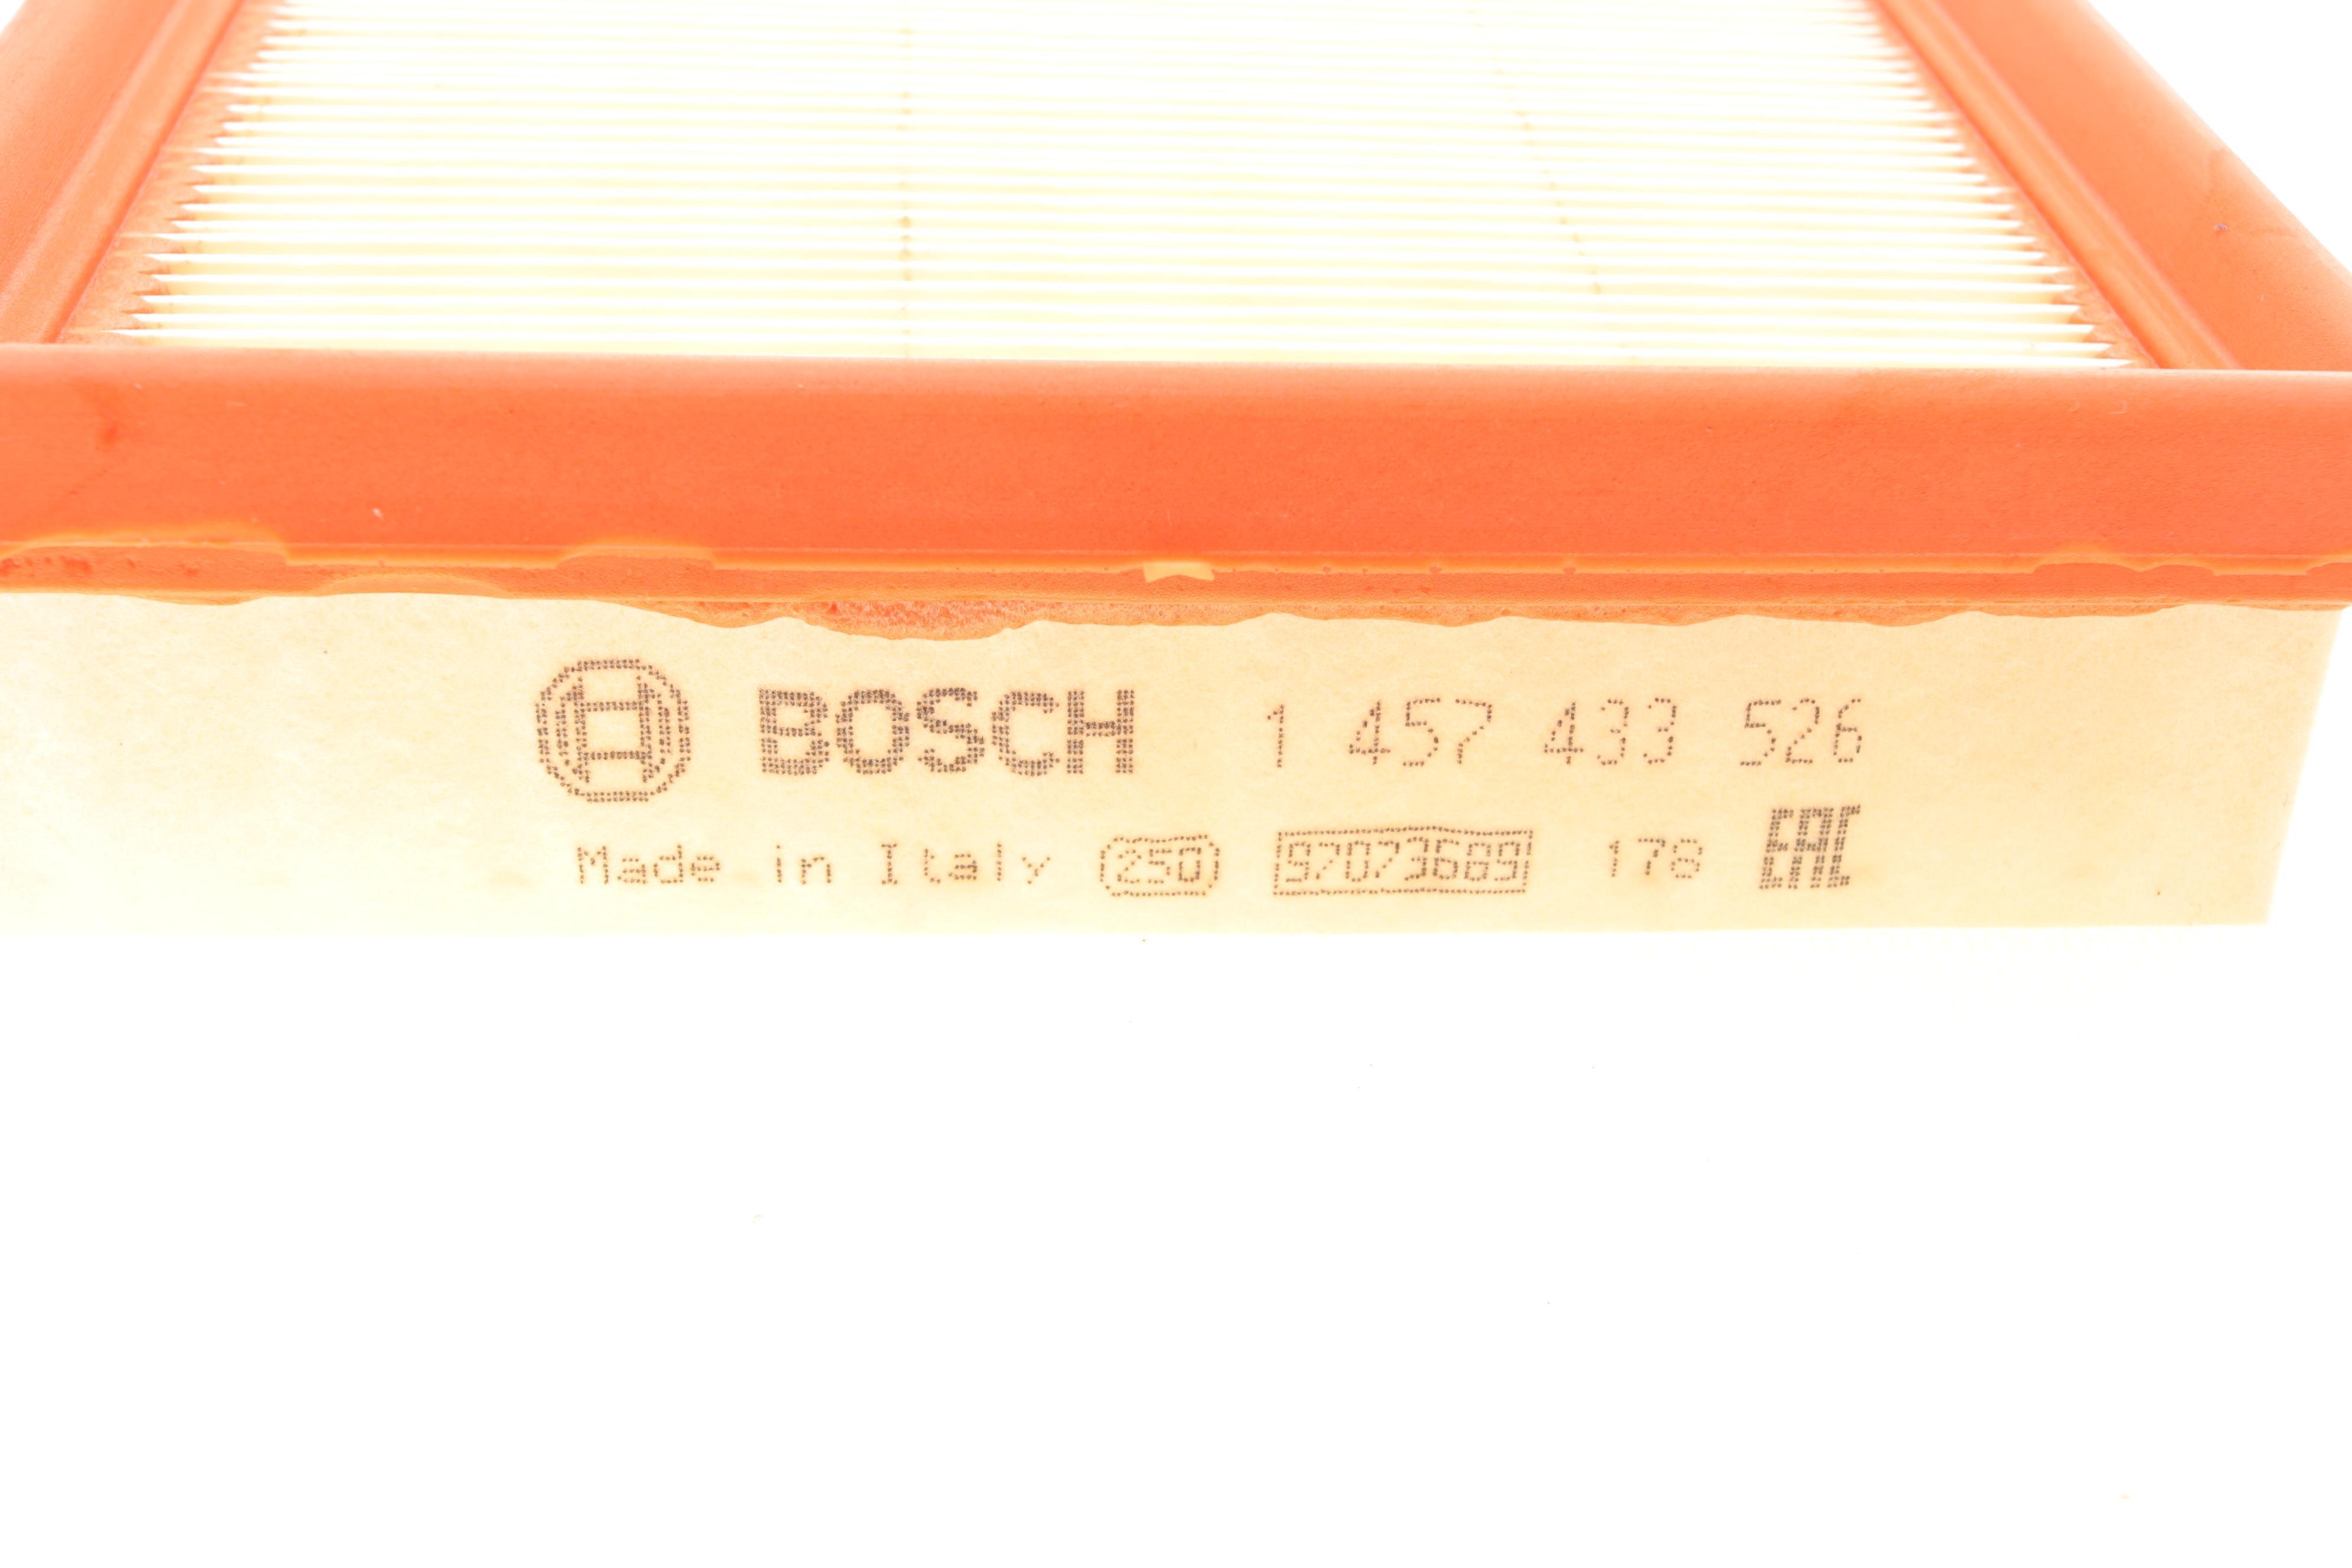 BOSCH 1 457 433 526
Made in Italy 250 97073689 178 EAC